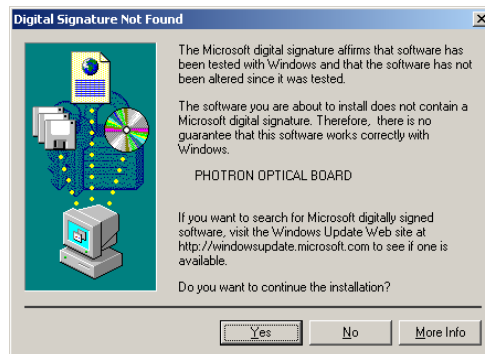 Digital Signature Not Found
The Microsoft digital signature affirms that software has
been tested with Windows and that the software has not
been altered since it was tested.
The software you are about to install does not contain a
Microsoft digital signature. Therefore, there is no
guarantee that this software works correctly with
Windows.
PHOTRON OPTICAL BOARD
If you want to search for Microsoft digitally signed
software, visit the Windows Update Web site at
http://windowsupdate.microsoft.com to see if one is
available.
Do you want to continue the installation?
Yes No More Info